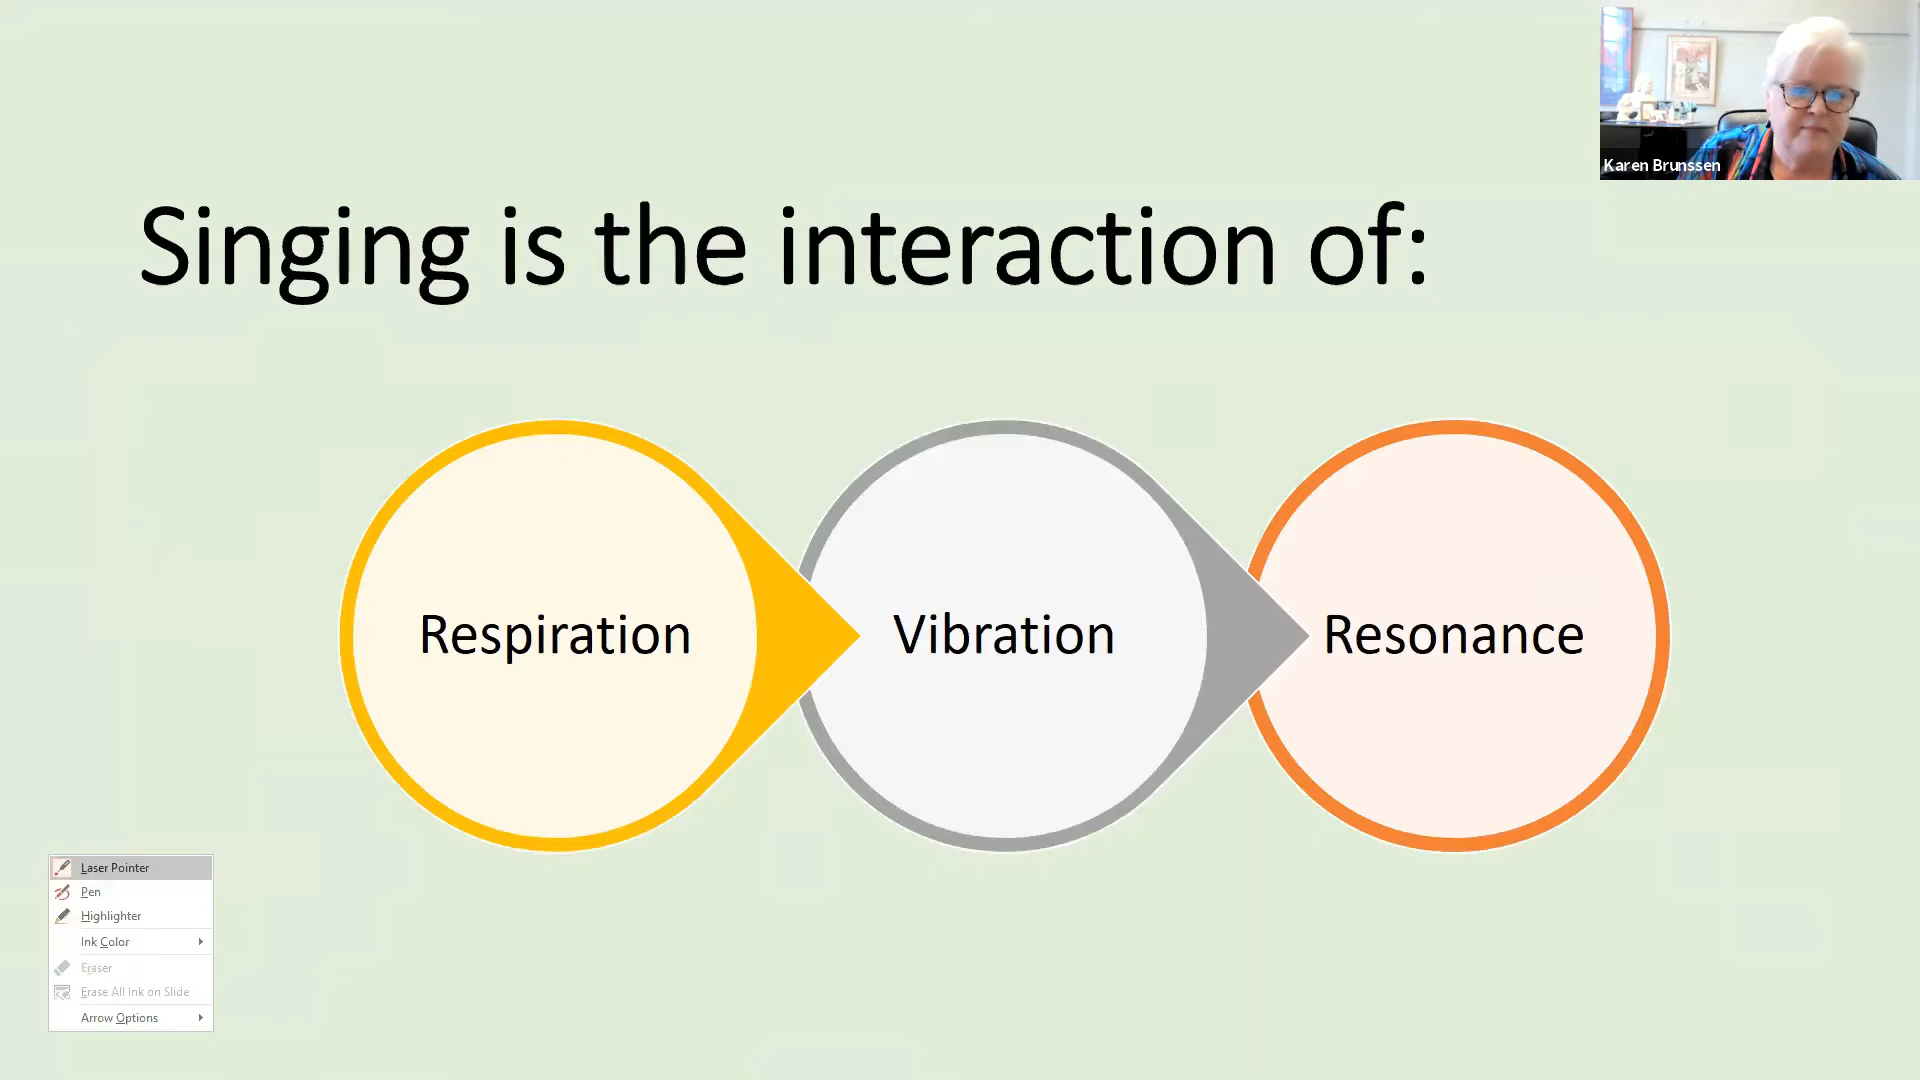 Karen Brunssen
Singing is the interaction of:
Respiration
Vibration
Resonance
Laser Pointer
Pen
Highlighter
Ink Color
Eraser
Erase All Ink on Slide
Arrow Options